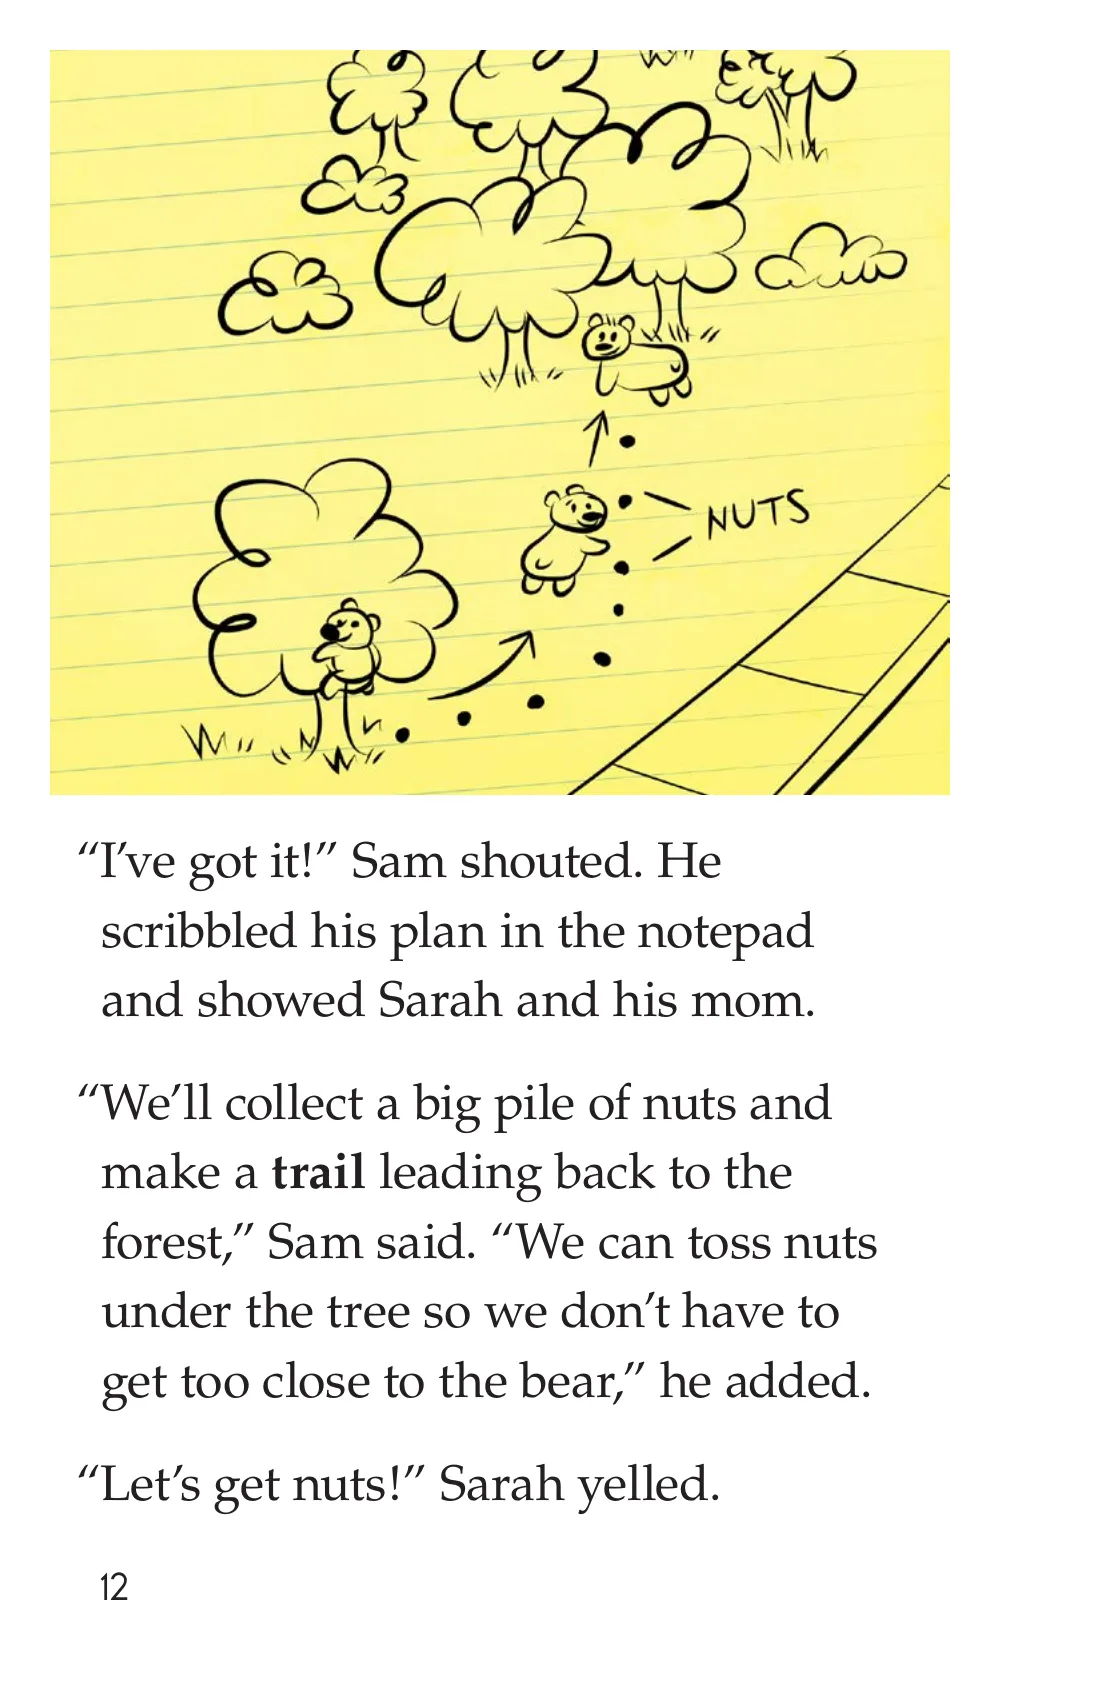 NUTS
“I’ve got it!” Sam shouted. He
scribbled his plan in the notepad
and showed Sarah and his mom.
“We’ll collect a big pile of nuts and
make a trail leading back to the
forest,” Sam said. “We can toss nuts
under the tree so we don’t have to
get too close to the bear,” he added.
“Let’s get nuts!” Sarah yelled.
12